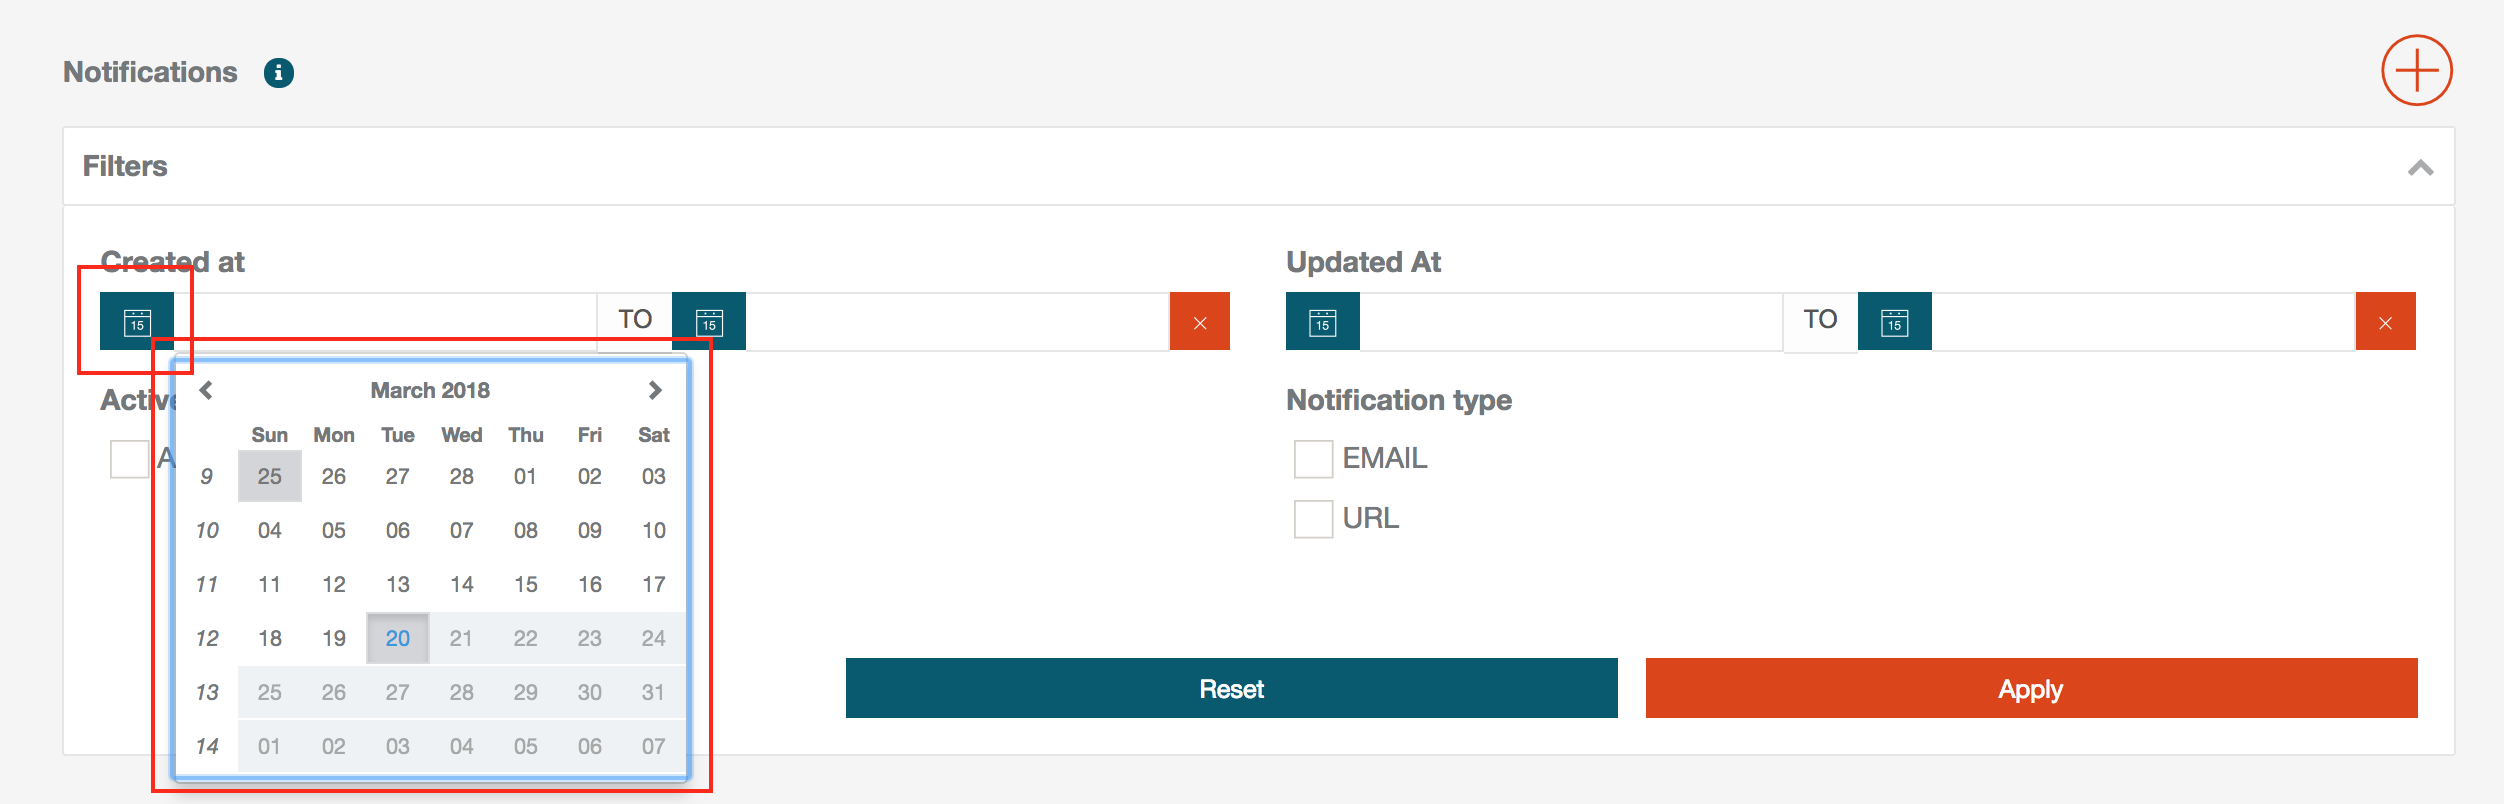 Notifications
Filters
Created at
Updated At
15
TO
15
×
15
TO
15
×
Active
A
Notification type
EMAIL
URL
March 2018
Sun Mon Tue Wed Thu Fri Sat
9 25 26 27 28 01 02 03
10 04 05 06 07 08 09 10
11 11 12 13 14 15 16 17
12 18 19 20 21 22 23 24
13 25 26 27 28 29 30 31
14 01 02 03 04 05 06 07
Reset
Apply